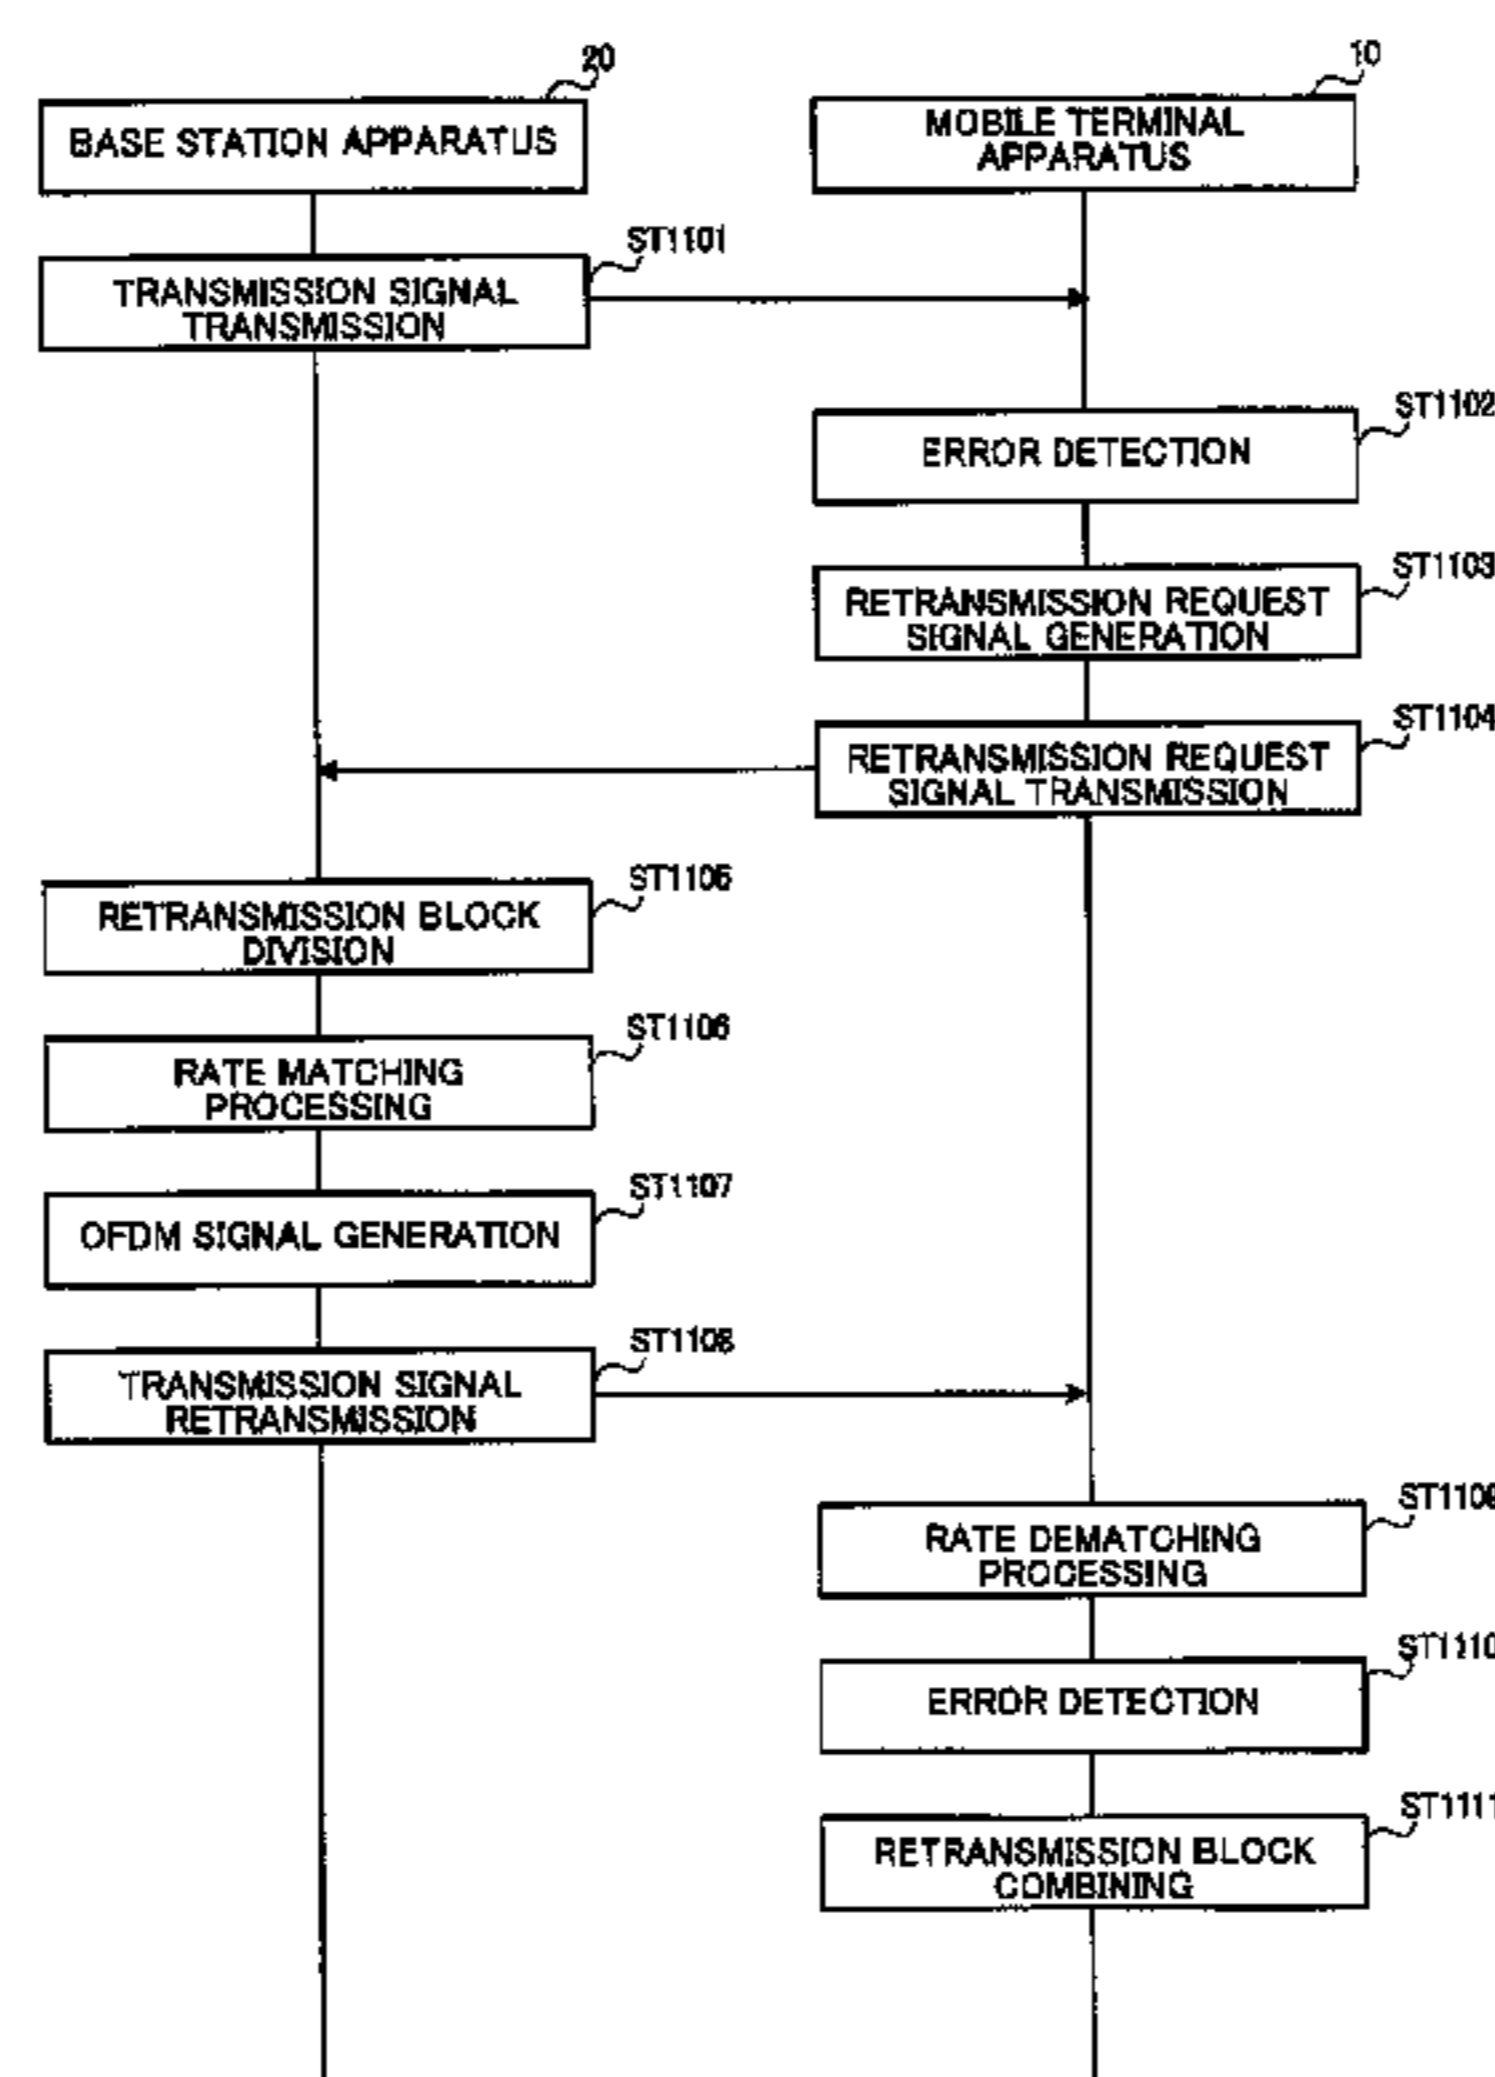 20
10
BASE STATION APPARATUS
MOBILE TERMINAL
APPARATUS
ST1101
TRANSMISSION SIGNAL
TRANSMISSION
ST1102
ERROR DETECTION
ST1103
RETRANSMISSION REQUEST
SIGNAL GENERATION
ST1104
RETRANSMISSION REQUEST
SIGNAL TRANSMISSION
ST1105
RETRANSMISSION BLOCK
DIVISION
ST1106
RATE MATCHING
PROCESSING
ST1107
OFDM SIGNAL GENERATION
ST1108
TRANSMISSION SIGNAL
RETRANSMISSION
ST1109
RATE DEMATCHING
PROCESSING
ST1110
ERROR DETECTION
ST1111
RETRANSMISSION BLOCK
COMBINING